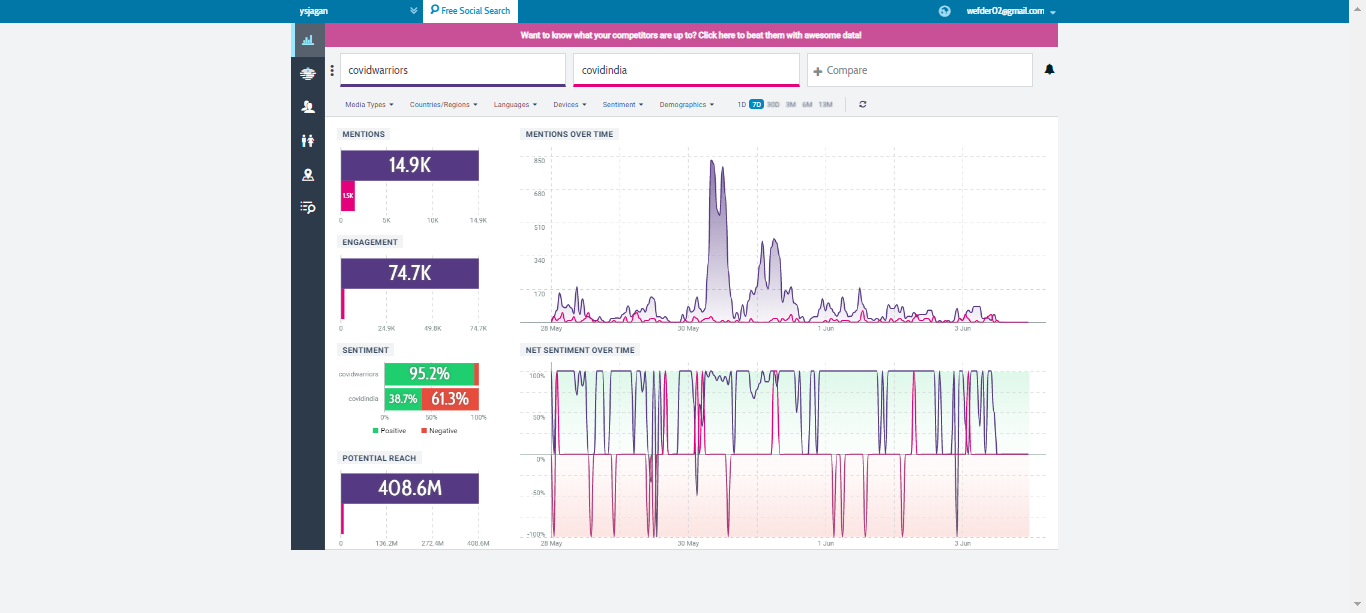 ysjagan
Free Social Search
wefder02@gmail.com
Want to know what your competitors are up to? Click here to beat them with awesome data!
covidwarriors
covidindia
Compare
Media Types
Countries/Regions
Languages
Devices
Sentiment
Demographics
1D 7D 30D 3M 6M 13M
MENTIONS
14.9K
1.5K
0 5K 10K 14.9K
ENGAGEMENT
74.7K
0 24.9K 49.8K 74.7K
SENTIMENT
covidwarriors 95.2%
covidindia 38.7% 61.3%
0% 50% 100%
Positive Negative
POTENTIAL REACH
408.6M
0 136.2M 272.4M 408.6M
MENTIONS OVER TIME
850
680
510
340
170
28 May 30 May 1 Jun 3 Jun
NET SENTIMENT OVER TIME
100%
50%
0%
-50%
-100%
28 May 30 May 1 Jun 3 Jun